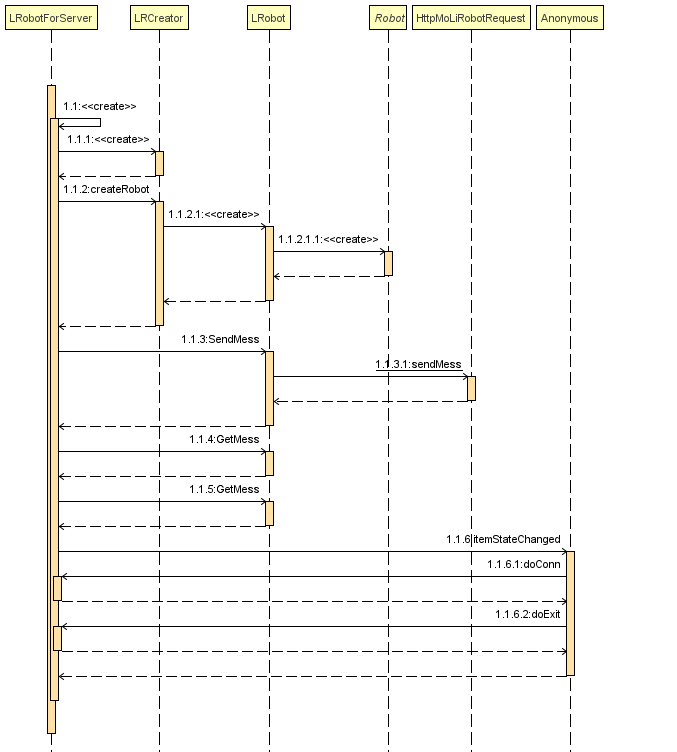 LRobotForServer
LRCreator
LRobot
Robot
HttpMoLiRobotRequest
Anonymous
1.1:<<create>>
1.1.1:<<create>>
1.1.2:createRobot
1.1.2.1:<<create>>
1.1.2.1.1:<<create>>
1.1.3:SendMess
1.1.3.1:sendMess
1.1.4:GetMess
1.1.5:GetMess
1.1.6:itemStateChanged
1.1.6.1:doConn
1.1.6.2:doExit